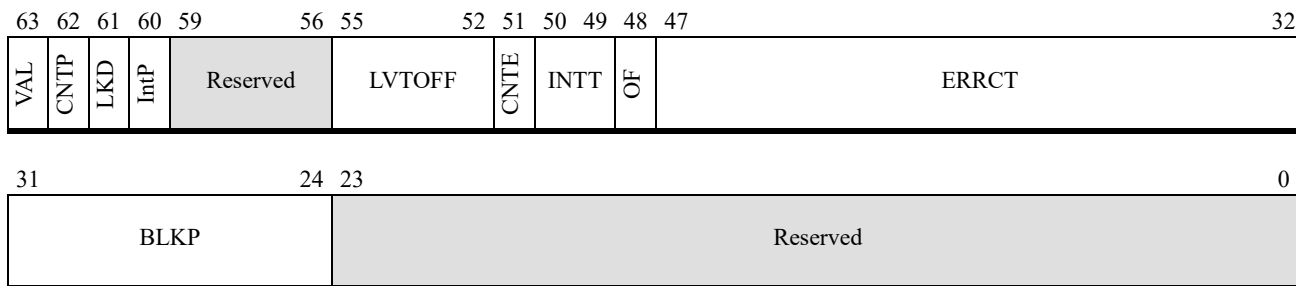 63 62 61 60 59 56 55 52 51 50 49 48 47 32
VAL CNTP LKD IntP Reserved LVTOFF CNTE INTT OF ERRCT
31 24 23 0
BLKP Reserved